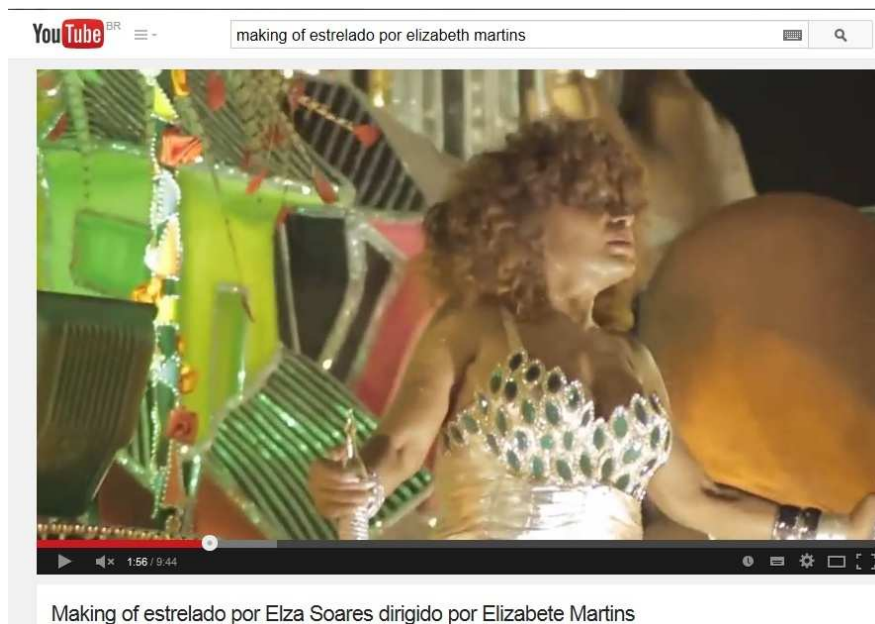 YouTube BR
making of estrelado por elizabeth martins
1:56 / 9:44
Making of estrelado por Elza Soares dirigido por Elizabete Martins